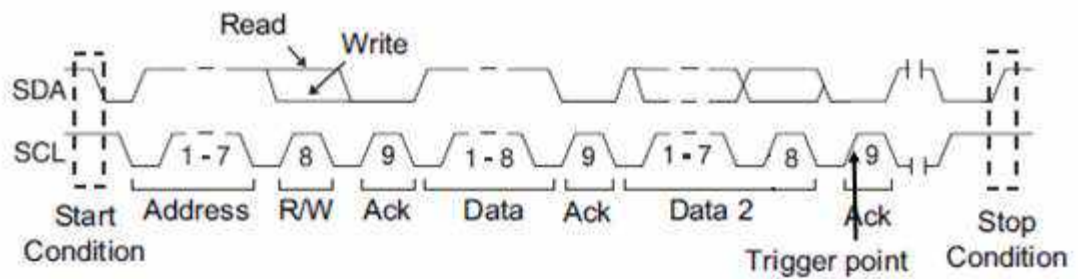 Read
Write
SDA
SCL
1 - 7
8
9
1 - 8
9
1 - 7
8
9
Start
Condition
Address
R/W
Ack
Data
Ack
Data 2
Ack
Trigger point
Stop
Condition